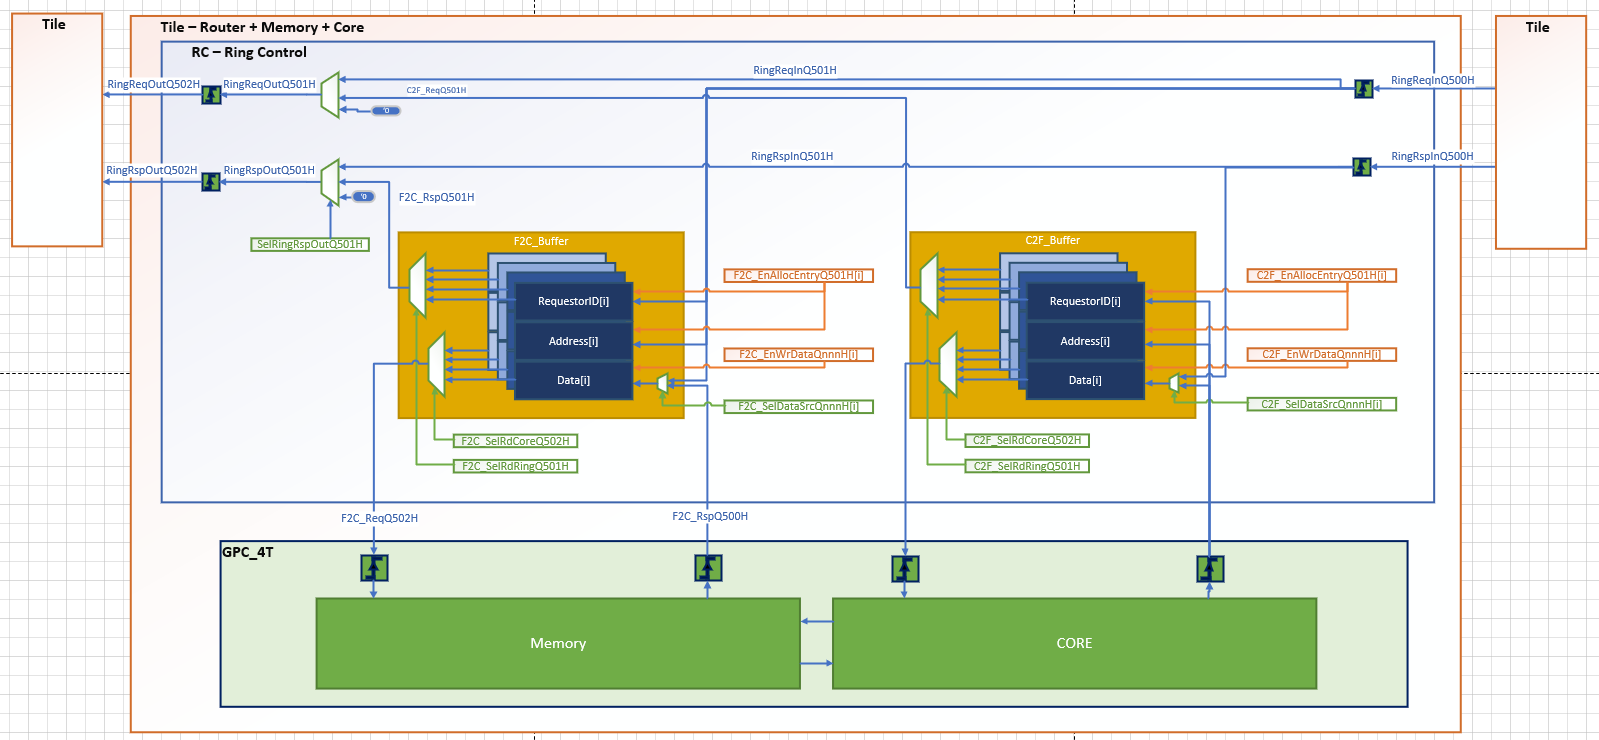 Tile
Tile – Router + Memory + Core
Tile
RC – Ring Control
RingReqInQ501H
RingReqInQ500H
RingReqOutQ502H
RingReqOutQ501H
C2F_ReqQ501H
'0
RingRspInQ501H
RingRspInQ500H
RingRspOutQ502H
RingRspOutQ501H
'0
F2C_RspQ501H
SelRingRspOutQ501H
F2C_Buffer
C2F_Buffer
F2C_EnAllocEntryQ501H[i]
C2F_EnAllocEntryQ501H[i]
RequestorID[i]
RequestorID[i]
Address[i]
Address[i]
F2C_EnWrDataQnnnH[i]
C2F_EnWrDataQnnnH[i]
Data[i]
Data[i]
F2C_SelDataSrcQnnnH[i]
C2F_SelDataSrcQnnnH[i]
F2C_SelRdCoreQ502H
C2F_SelRdCoreQ502H
F2C_SelRdRingQ501H
C2F_SelRdRingQ501H
F2C_ReqQ502H
F2C_RspQ500H
GPC_4T
Memory
CORE